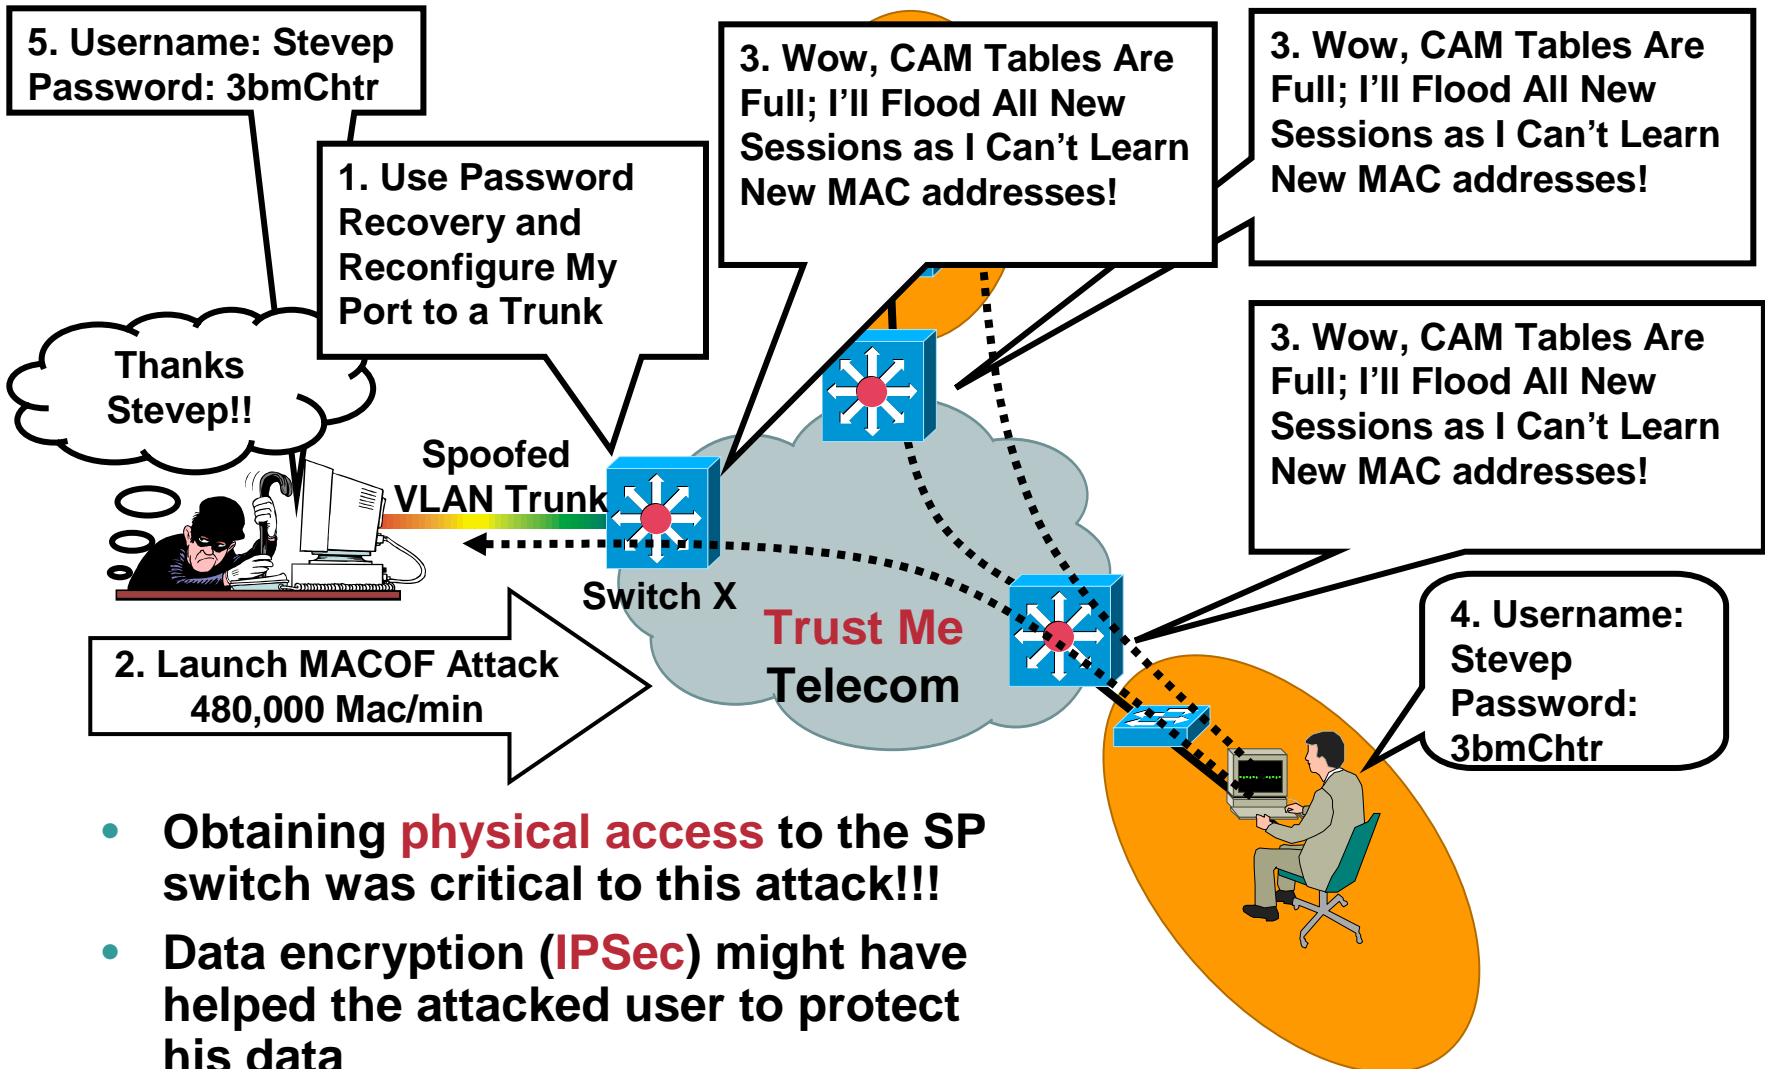 5. Username: Stevep
Password: 3bmChtr
1. Use Password
Recovery and
Reconfigure My
Port to a Trunk
3. Wow, CAM Tables Are
Full; I’ll Flood All New
Sessions as I Can’t Learn
New MAC addresses!
3. Wow, CAM Tables Are
Full; I’ll Flood All New
Sessions as I Can’t Learn
New MAC addresses!
3. Wow, CAM Tables Are
Full; I’ll Flood All New
Sessions as I Can’t Learn
New MAC addresses!
Thanks
Stevep!!
Spoofed
VLAN Trunk
Switch X
Trust Me
Telecom
2. Launch MACOF Attack
480,000 Mac/min
4. Username:
Stevep
Password:
3bmChtr
• Obtaining physical access to the SP
switch was critical to this attack!!!
• Data encryption (IPSec) might have
helped the attacked user to protect
his data